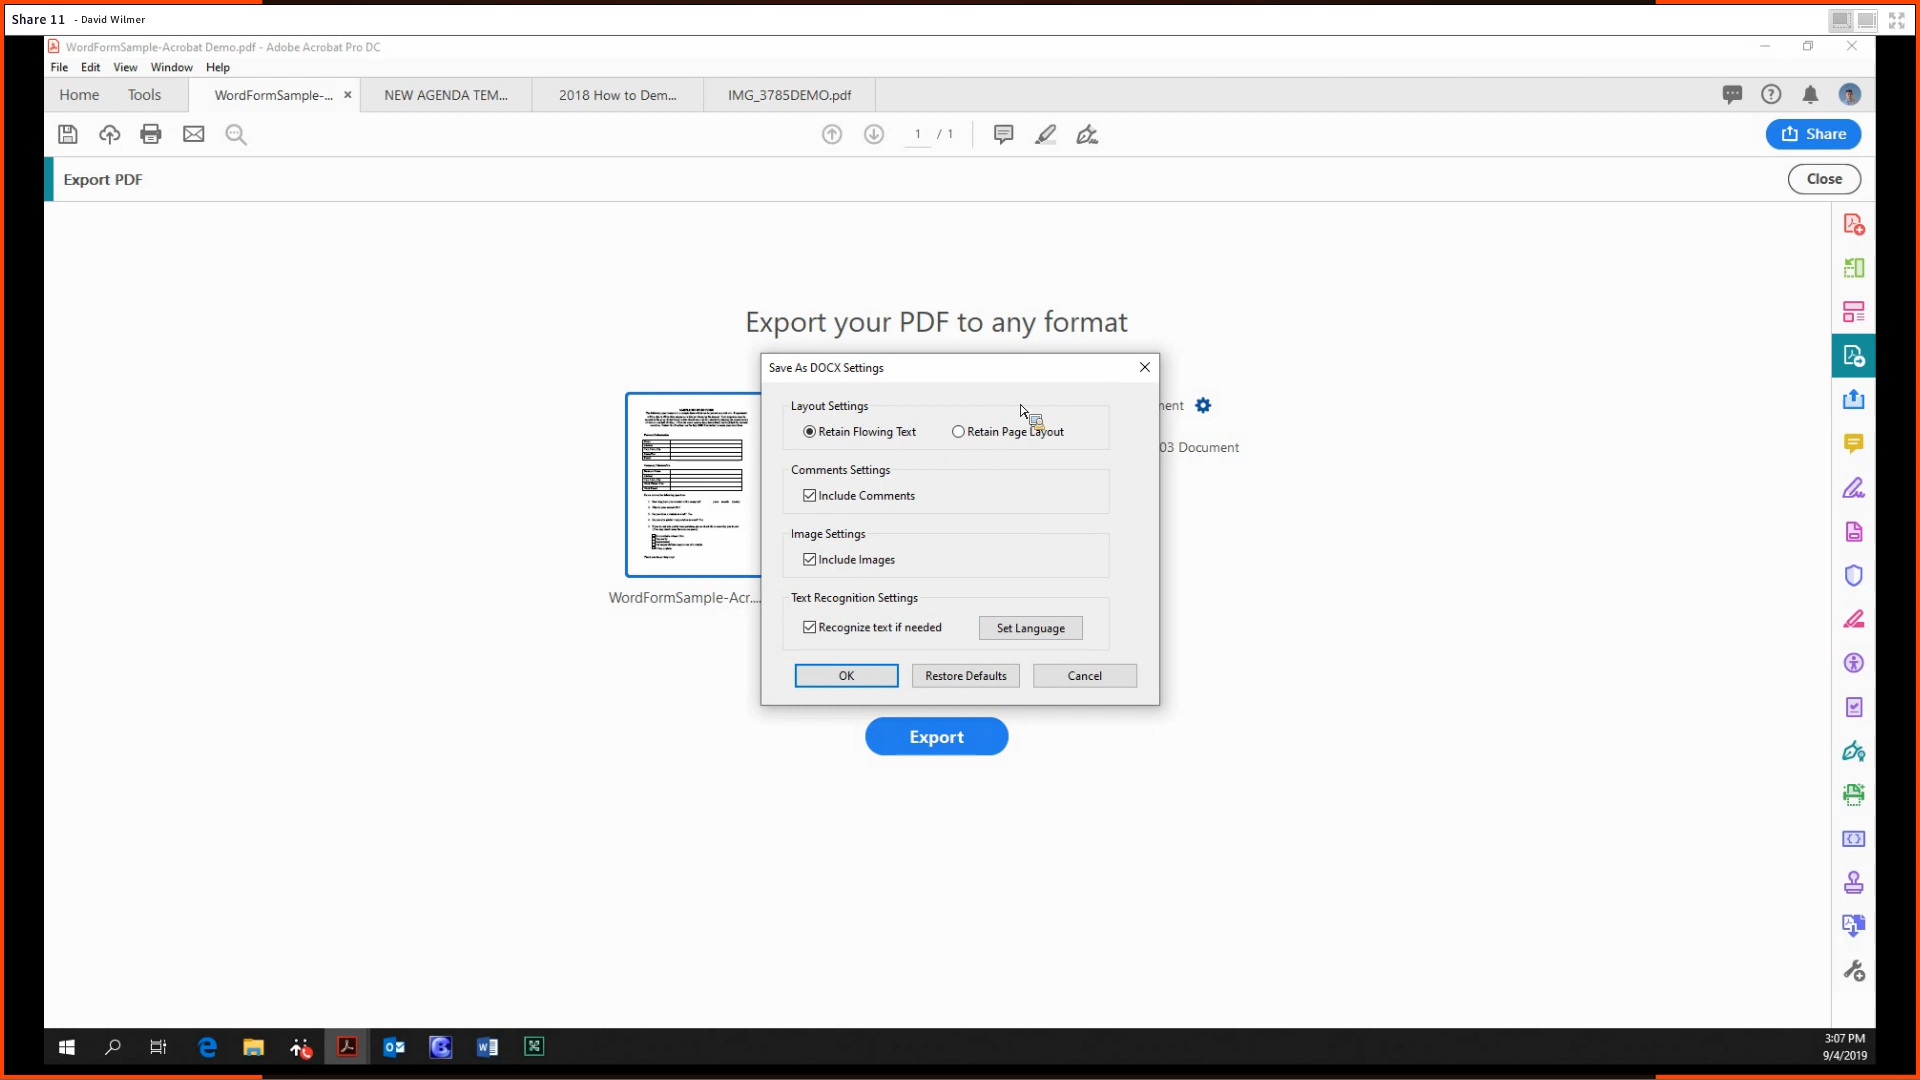 Share 11 - David Wilmer
WordFormSample-Acrobat Demo.pdf - Adobe Acrobat Pro DC
File Edit View Window Help
Home Tools WordFormSample-... × NEW AGENDA TEM... 2018 How to Dem... IMG_3785DEMO.pdf
1 / 1 Share
Export PDF Close
Export your PDF to any format
Save As DOCX Settings
Layout Settings
Retain Flowing Text Retain Page Layout
Comments Settings
Include Comments
Image Settings
Include Images
Text Recognition Settings
Recognize text if needed Set Language
OK Restore Defaults Cancel
ment
03 Document
WordFormSample-Acr...
Export
3:07 PM
9/4/2019